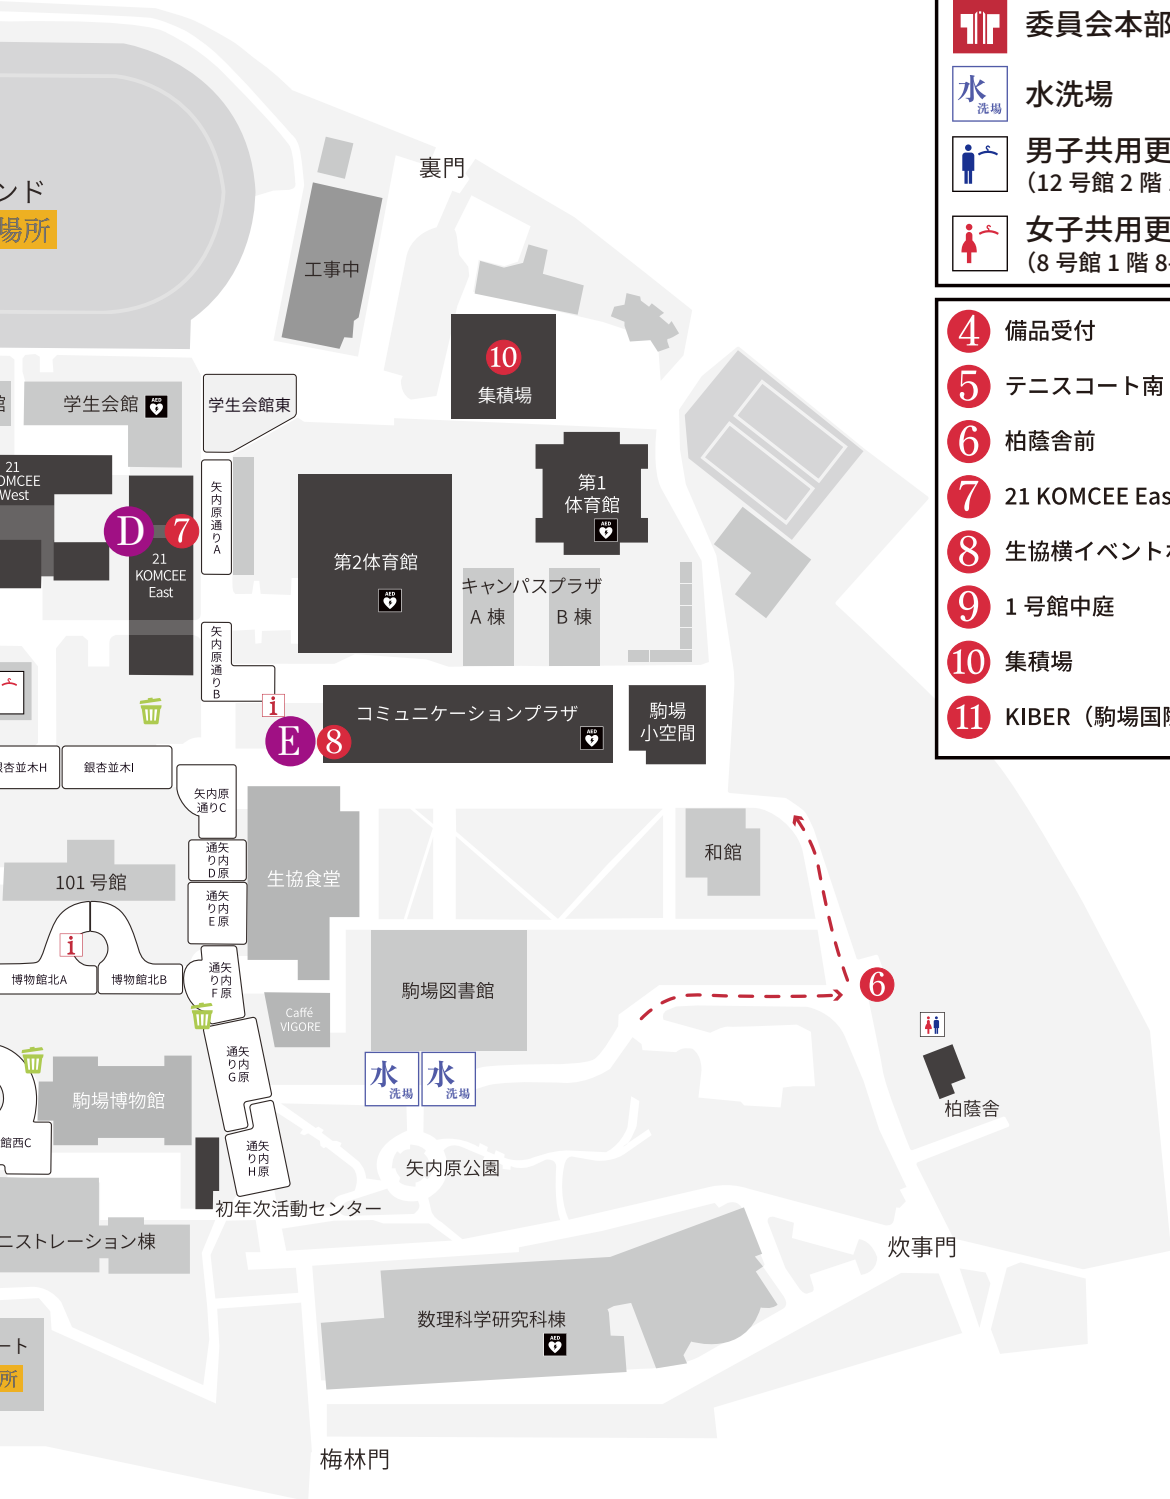 委員会本部
水
洗場
水洗場
男子共用更
(12 号館 2 階
女子共用更
(8 号館 1 階 8
4 備品受付
5 テニスコート南
6 柏蔭舎前
7 21 KOMCEE Eas
8 生協横イベント
9 1 号館中庭
10 集積場
11 KIBER（駒場国際
ンド
場所
裏門
工事中
10
集積場
学生会館
AED
学生会館東
21
OMCEE
West
D
7
21
KOMCEE
East
矢内原通りA
第2体育館
AED
第1
体育館
AED
キャンパスプラザ
A 棟
B 棟
矢内原通りB
i
E
8
コミュニケーションプラザ
AED
駒場
小空間
杏並木H
銀杏並木I
矢内原
通りC
矢内原
通りD
矢内原
通りE
矢内原
通りF
矢内原
通りG
矢内原
通りH
生協食堂
和館
101 号館
i
博物館北A
博物館北B
Caffé
VIGORE
駒場図書館
6
水
洗場
水
洗場
駒場博物館
館西C
柏蔭舎
矢内原公園
初年次活動センター
ニストレーション棟
炊事門
数理科学研究科棟
AED
ート
所
梅林門